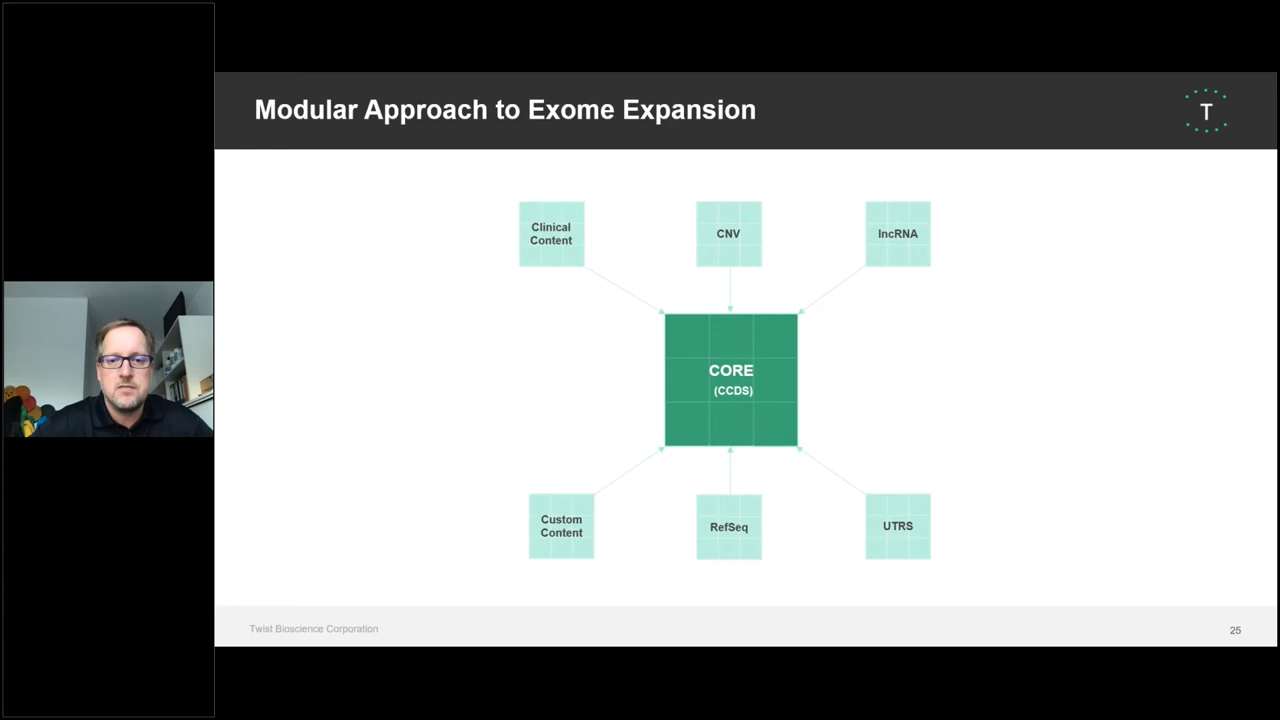 Modular Approach to Exome Expansion
T
Clinical
Content
CNV
lncRNA
CORE
(CCDS)
Custom
Content
RefSeq
UTRS
Twist Bioscience Corporation
25